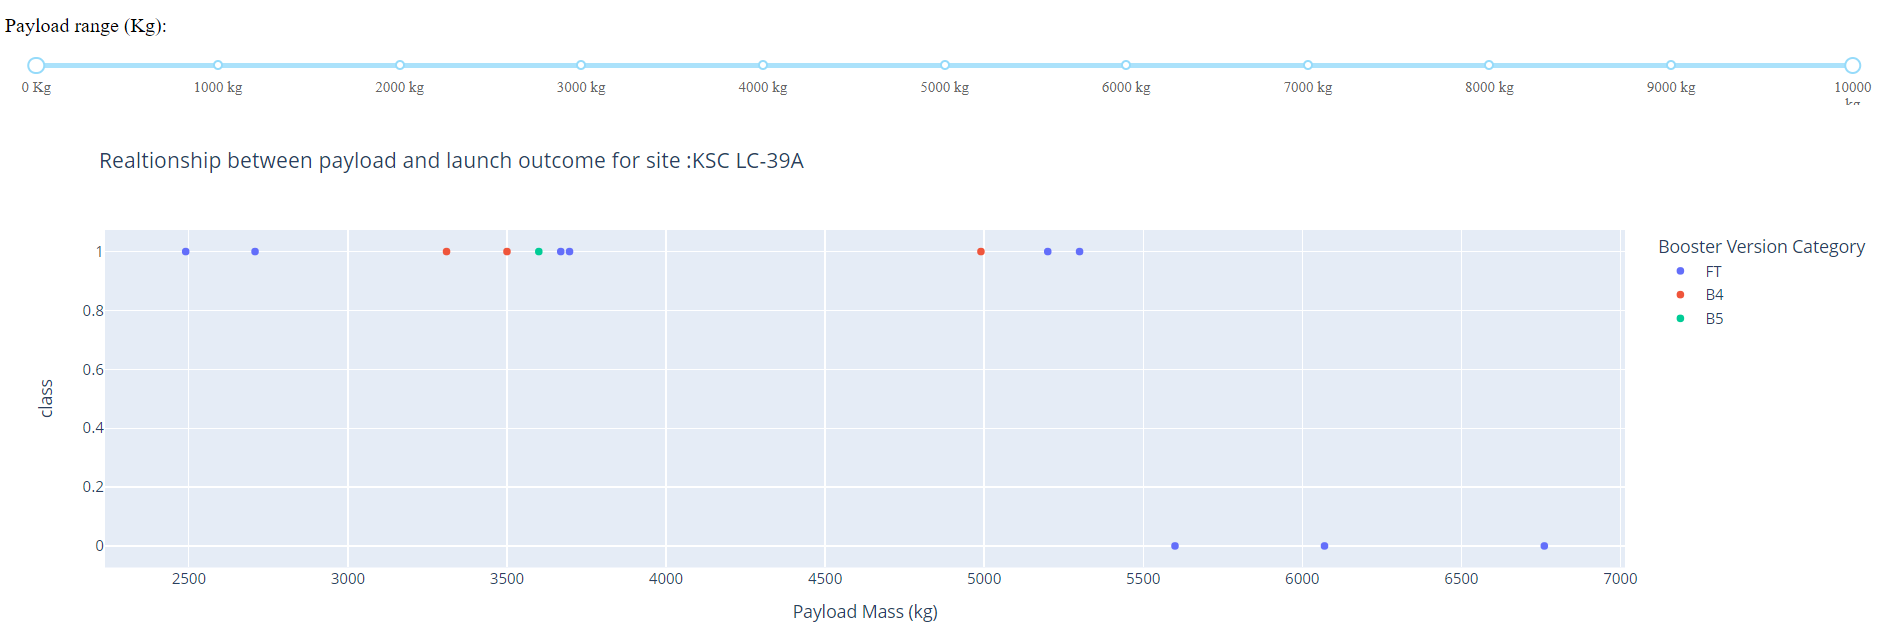 Payload range (Kg):
0 Kg 1000 kg 2000 kg 3000 kg 4000 kg 5000 kg 6000 kg 7000 kg 8000 kg 9000 kg 10000
kg
Realtionship between payload and launch outcome for site :KSC LC-39A
Booster Version Category
FT
B4
B5
1
0.8
0.6
0.4
0.2
0
class
2500 3000 3500 4000 4500 5000 5500 6000 6500 7000
Payload Mass (kg)